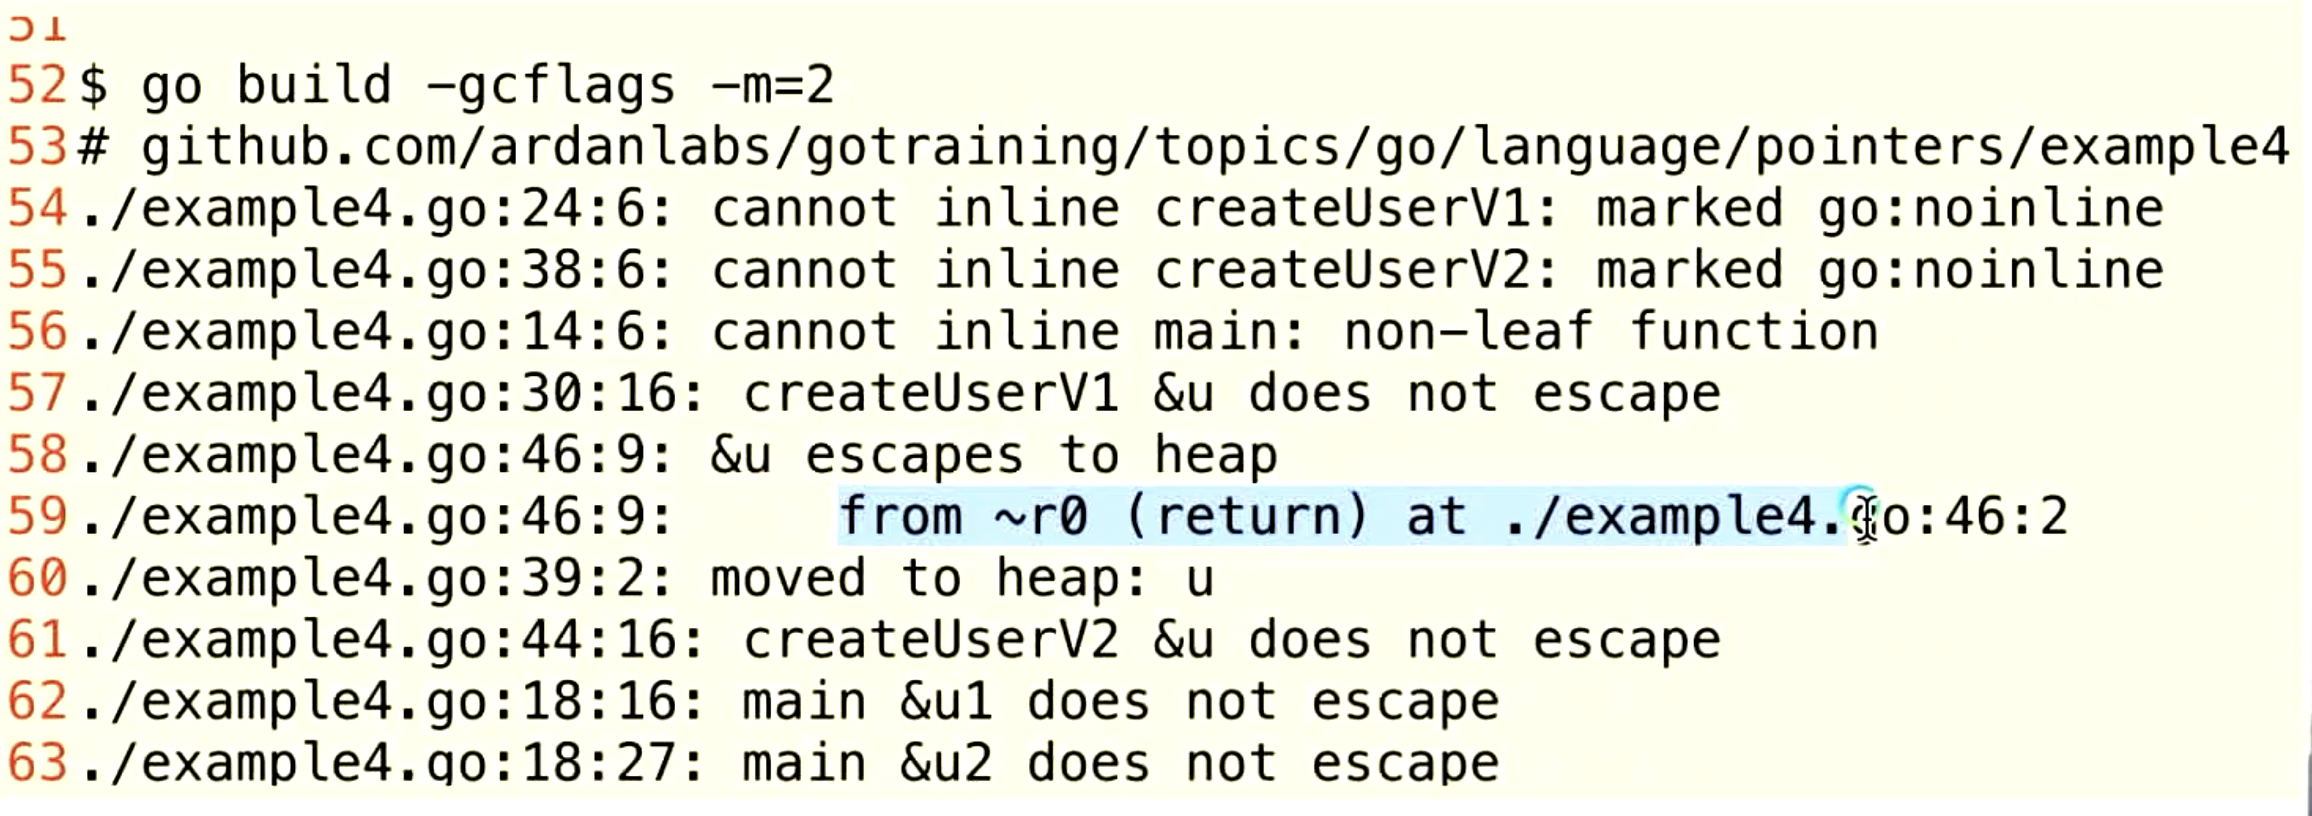 51
52 $ go build -gcflags -m=2
53 # github.com/ardanlabs/gotraining/topics/go/language/pointers/example4
54 ./example4.go:24:6: cannot inline createUserV1: marked go:noinline
55 ./example4.go:38:6: cannot inline createUserV2: marked go:noinline
56 ./example4.go:14:6: cannot inline main: non-leaf function
57 ./example4.go:30:16: createUserV1 &u does not escape
58 ./example4.go:46:9: &u escapes to heap
59 ./example4.go:46:9:     from ~r0 (return) at ./example4.go:46:2
60 ./example4.go:39:2: moved to heap: u
61 ./example4.go:44:16: createUserV2 &u does not escape
62 ./example4.go:18:16: main &u1 does not escape
63 ./example4.go:18:27: main &u2 does not escape